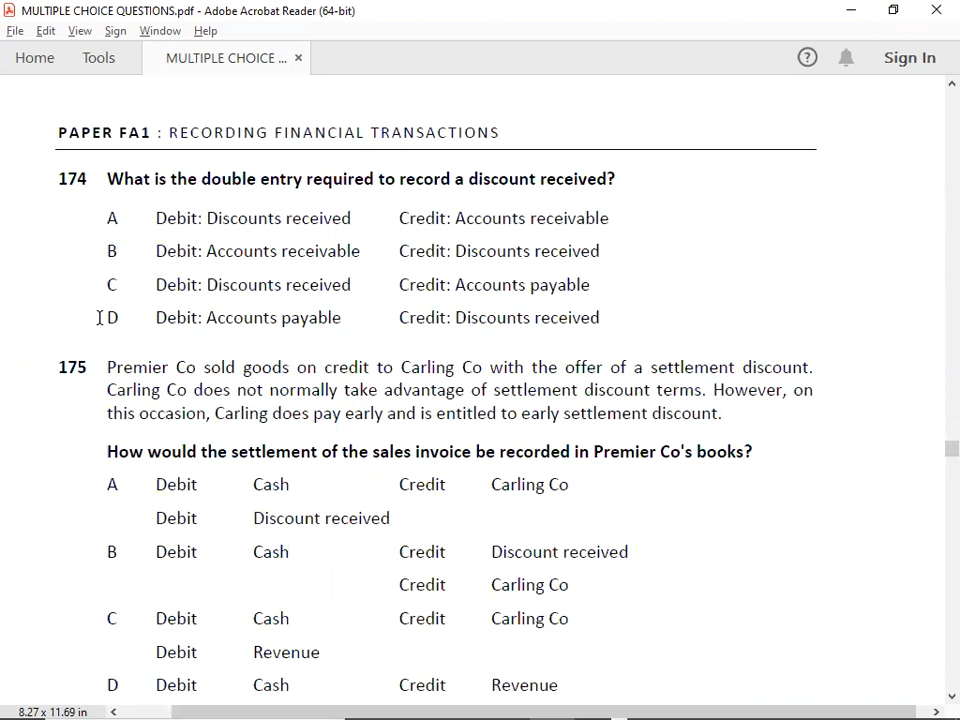 MULTIPLE CHOICE QUESTIONS.pdf - Adobe Acrobat Reader (64-bit)
File Edit View Sign Window Help
Home Tools MULTIPLE CHOICE ... × ? Sign In
PAPER FA1 : RECORDING FINANCIAL TRANSACTIONS
174 What is the double entry required to record a discount received?
A Debit: Discounts received Credit: Accounts receivable
B Debit: Accounts receivable Credit: Discounts received
C Debit: Discounts received Credit: Accounts payable
D Debit: Accounts payable Credit: Discounts received
175 Premier Co sold goods on credit to Carling Co with the offer of a settlement discount.
Carling Co does not normally take advantage of settlement discount terms. However, on
this occasion, Carling does pay early and is entitled to early settlement discount.
How would the settlement of the sales invoice be recorded in Premier Co's books?
A Debit Cash Credit Carling Co
Debit Discount received
B Debit Cash Credit Discount received
Credit Carling Co
C Debit Cash Credit Carling Co
Debit Revenue
D Debit Cash Credit Revenue
8.27 x 11.69 in